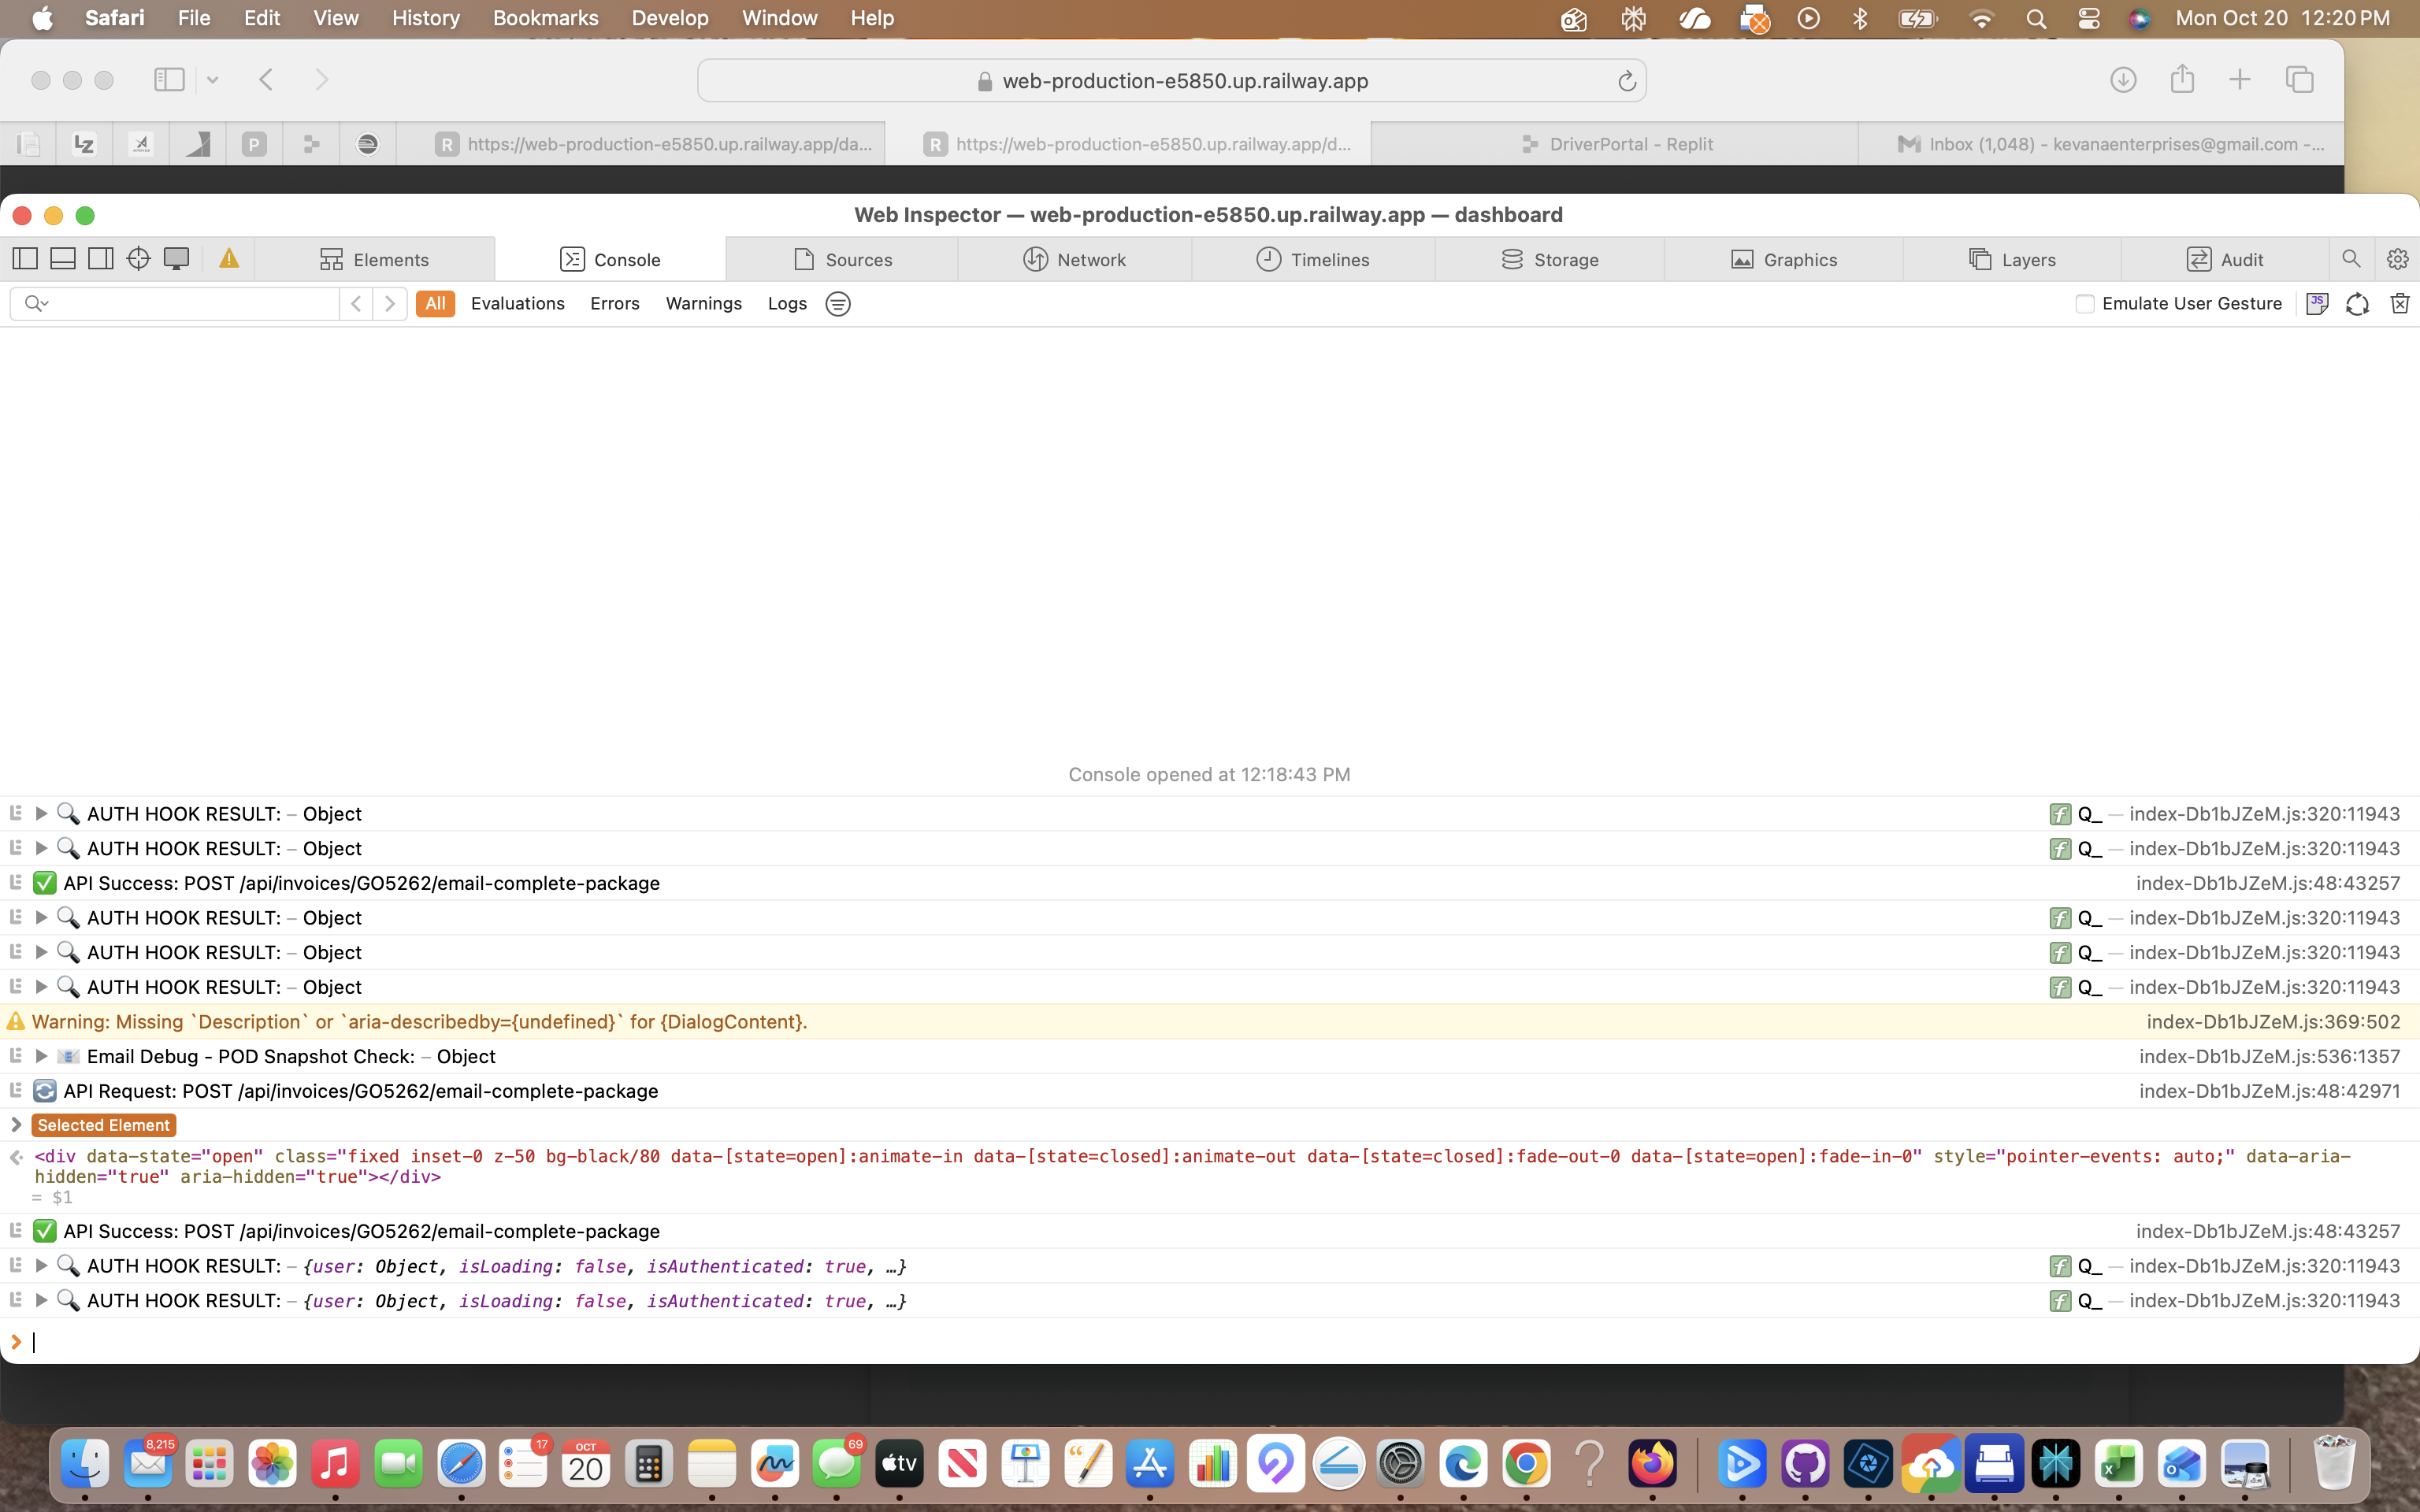 Safari File Edit View History Bookmarks Develop Window Help Mon Oct 20 12:20 PM
web-production-e5850.up.railway.app
LZ P R https://web-production-e5850.up.railway.app/da... R https://web-production-e5850.up.railway.app/d... DriverPortal - Replit Inbox (1,048) - kevanaenterprises@gmail.com -...
Web Inspector — web-production-e5850.up.railway.app — dashboard
Elements Console Sources Network Timelines Storage Graphics Layers Audit
All Evaluations Errors Warnings Logs Emulate User Gesture JS
Console opened at 12:18:43 PM
AUTH HOOK RESULT: – Object f Q_ — index-Db1bJZeM.js:320:11943
AUTH HOOK RESULT: – Object f Q_ — index-Db1bJZeM.js:320:11943
API Success: POST /api/invoices/GO5262/email-complete-package index-Db1bJZeM.js:48:43257
AUTH HOOK RESULT: – Object f Q_ — index-Db1bJZeM.js:320:11943
AUTH HOOK RESULT: – Object f Q_ — index-Db1bJZeM.js:320:11943
AUTH HOOK RESULT: – Object f Q_ — index-Db1bJZeM.js:320:11943
Warning: Missing `Description` or `aria-describedby={undefined}` for {DialogContent}. index-Db1bJZeM.js:369:502
Email Debug - POD Snapshot Check: – Object index-Db1bJZeM.js:536:1357
API Request: POST /api/invoices/GO5262/email-complete-package index-Db1bJZeM.js:48:42971
Selected Element
<div data-state="open" class="fixed inset-0 z-50 bg-black/80 data-[state=open]:animate-in data-[state=closed]:animate-out data-[state=closed]:fade-out-0 data-[state=open]:fade-in-0" style="pointer-events: auto;" data-aria-
hidden="true" aria-hidden="true"></div>
= $1
API Success: POST /api/invoices/GO5262/email-complete-package index-Db1bJZeM.js:48:43257
AUTH HOOK RESULT: – {user: Object, isLoading: false, isAuthenticated: true, …} f Q_ — index-Db1bJZeM.js:320:11943
AUTH HOOK RESULT: – {user: Object, isLoading: false, isAuthenticated: true, …} f Q_ — index-Db1bJZeM.js:320:11943
8,215 17 OCT 20 69 tv